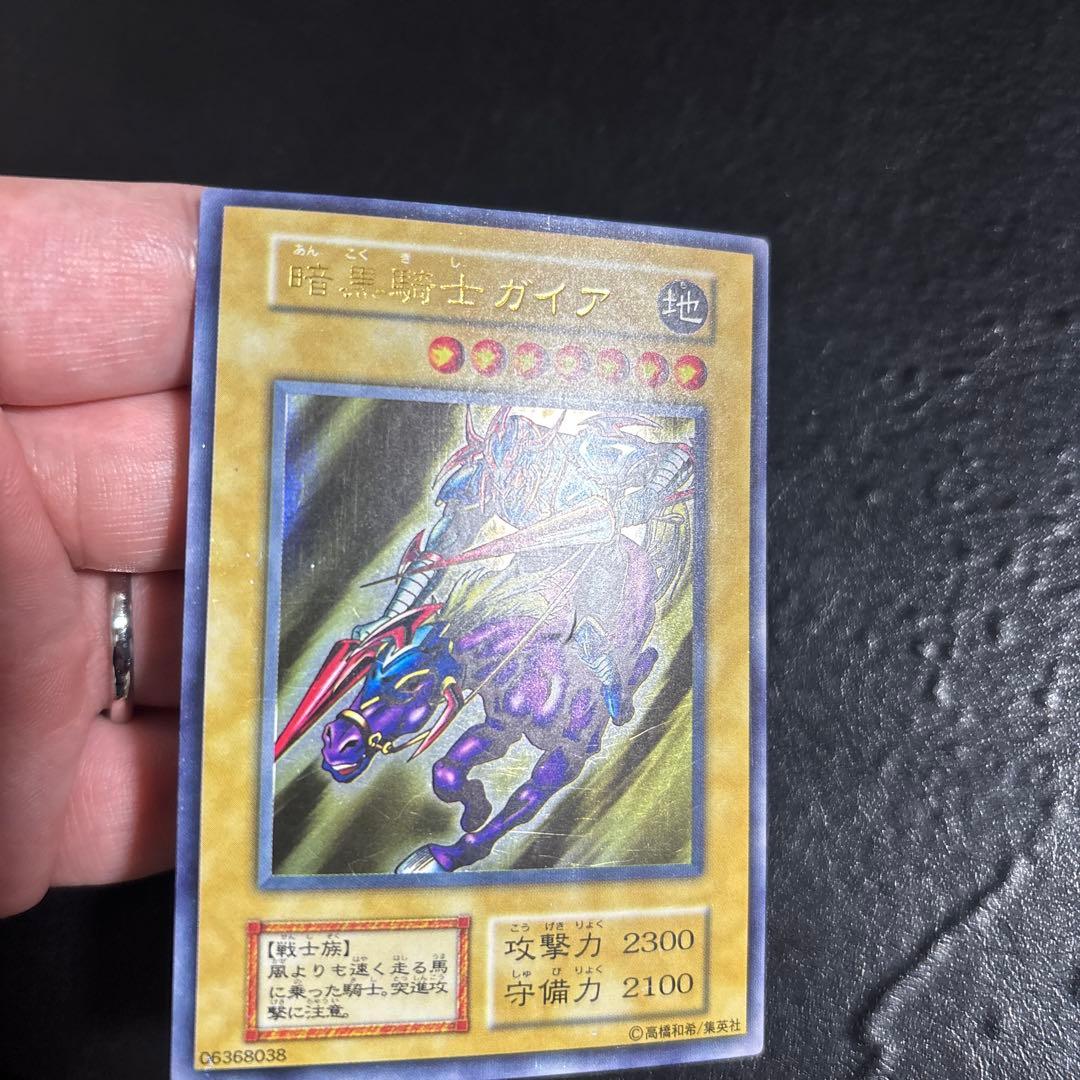 あんこくきし
暗黒騎士ガイア
地
【戦士族】
風よりも速く走る馬
に乗った騎士。突進攻
撃に注意。
こうげきりょく
攻撃力 2300
しゅびりょく
守備力 2100
©高橋和希/集英社
06368038